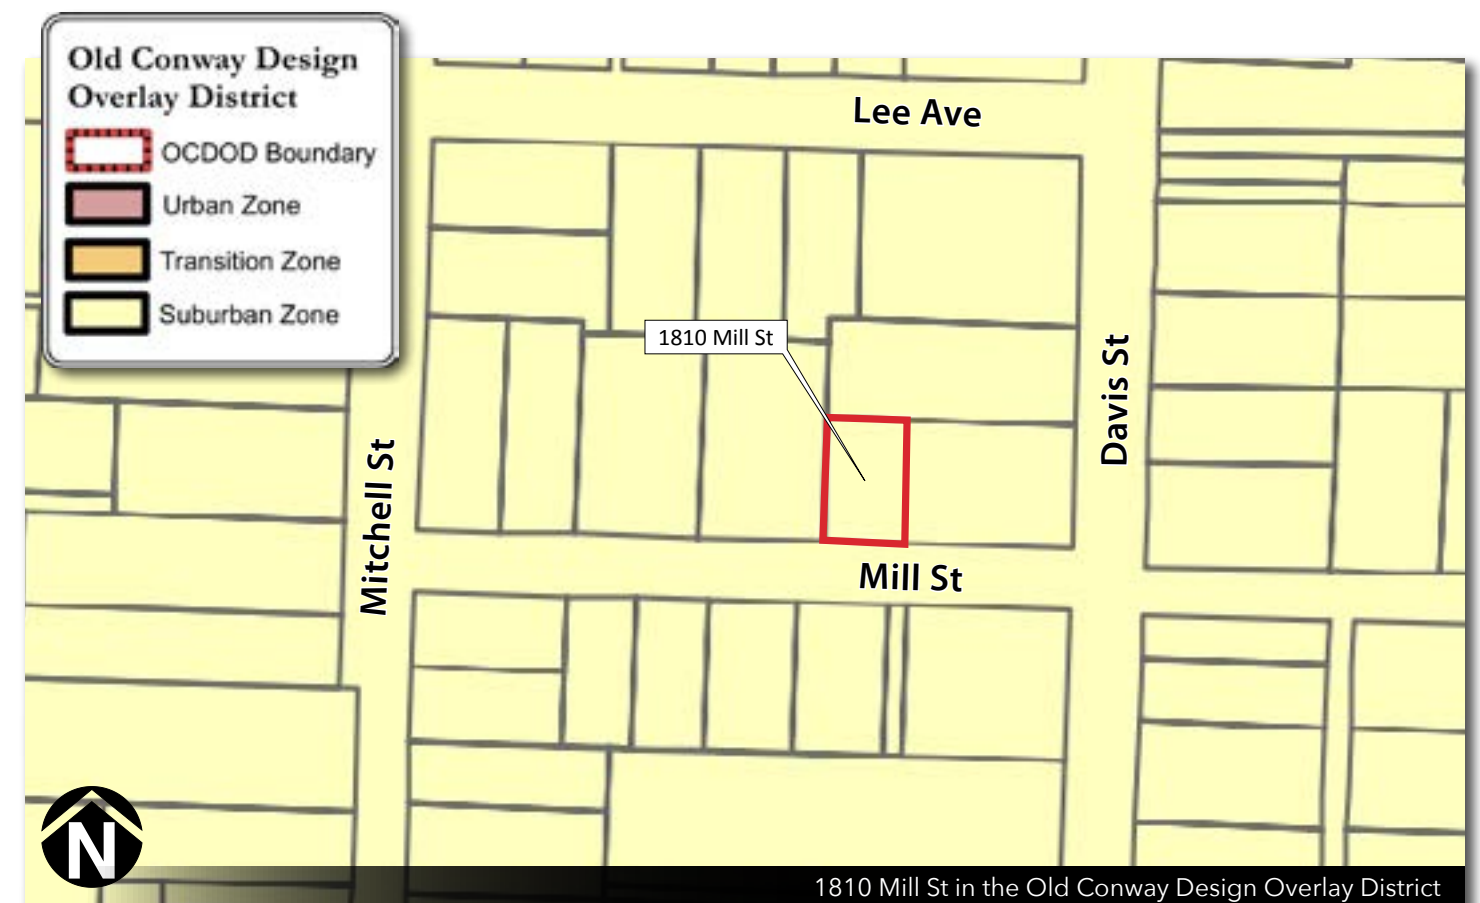 Old Conway Design
Overlay District
OCDOD Boundary
Urban Zone
Transition Zone
Suburban Zone
Lee Ave
1810 Mill St
Davis St
Mitchell St
Mill St
N
1810 Mill St in the Old Conway Design Overlay District